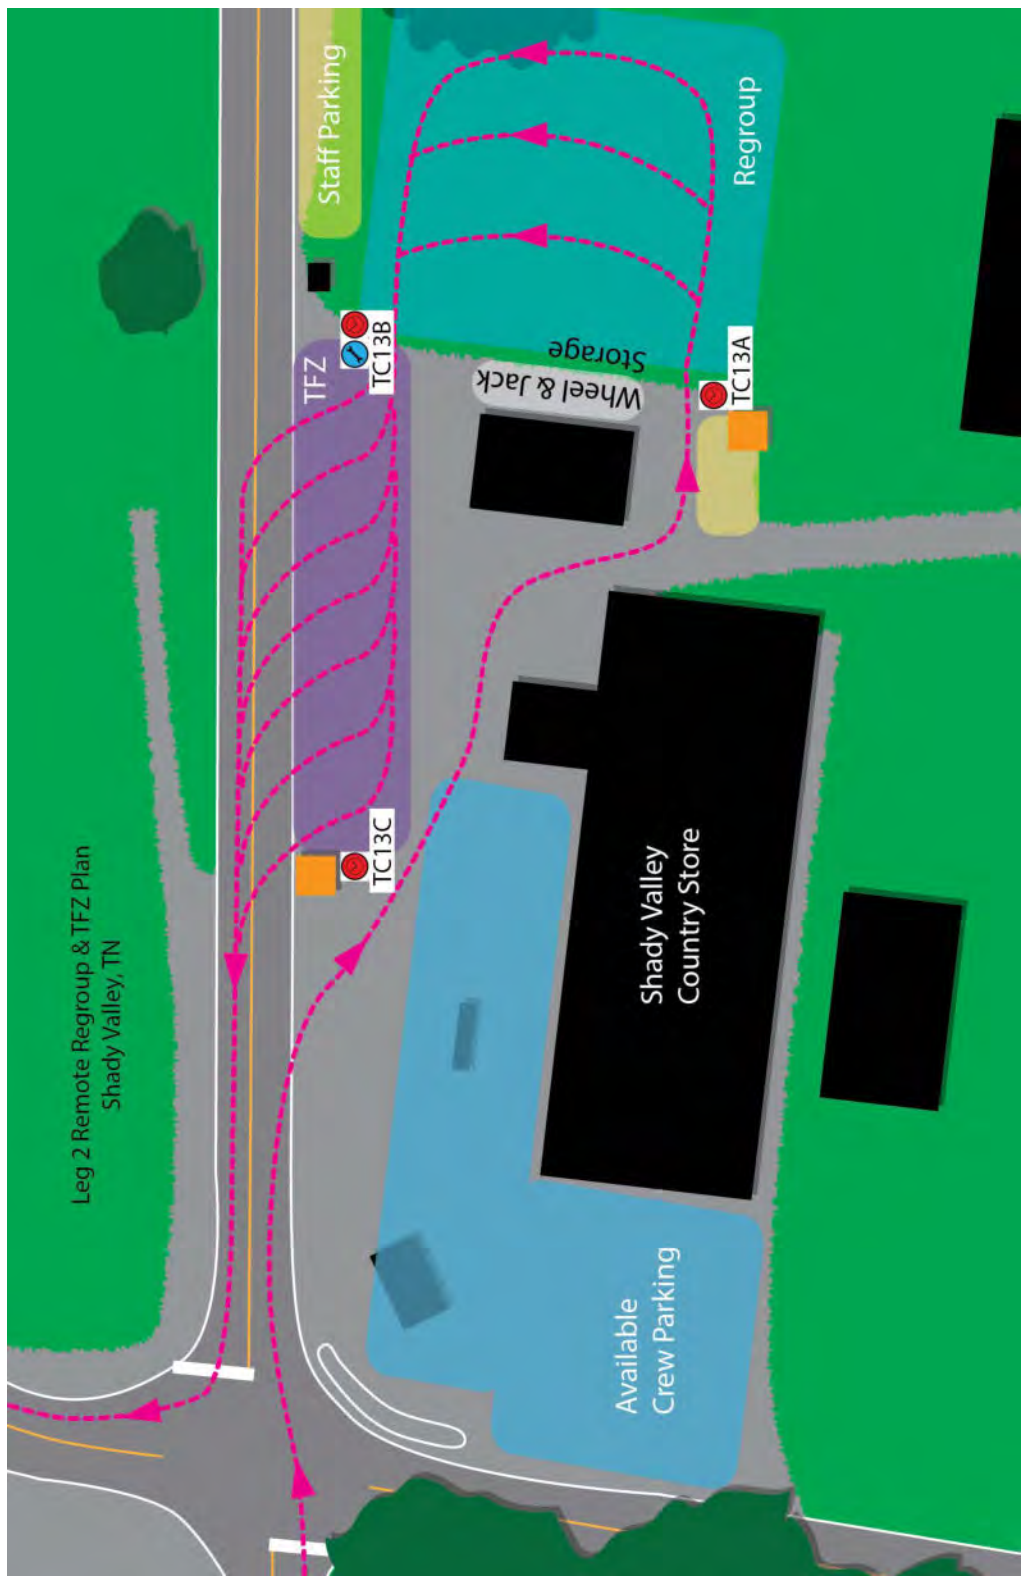 Leg 2 Remote Regroup & TFZ Plan
Shady Valley, TN
Staff Parking
TFZ
TC13B
TC13C
Regroup
Wheel & Jack
Storage
TC13A
Shady Valley
Country Store
Available
Crew Parking